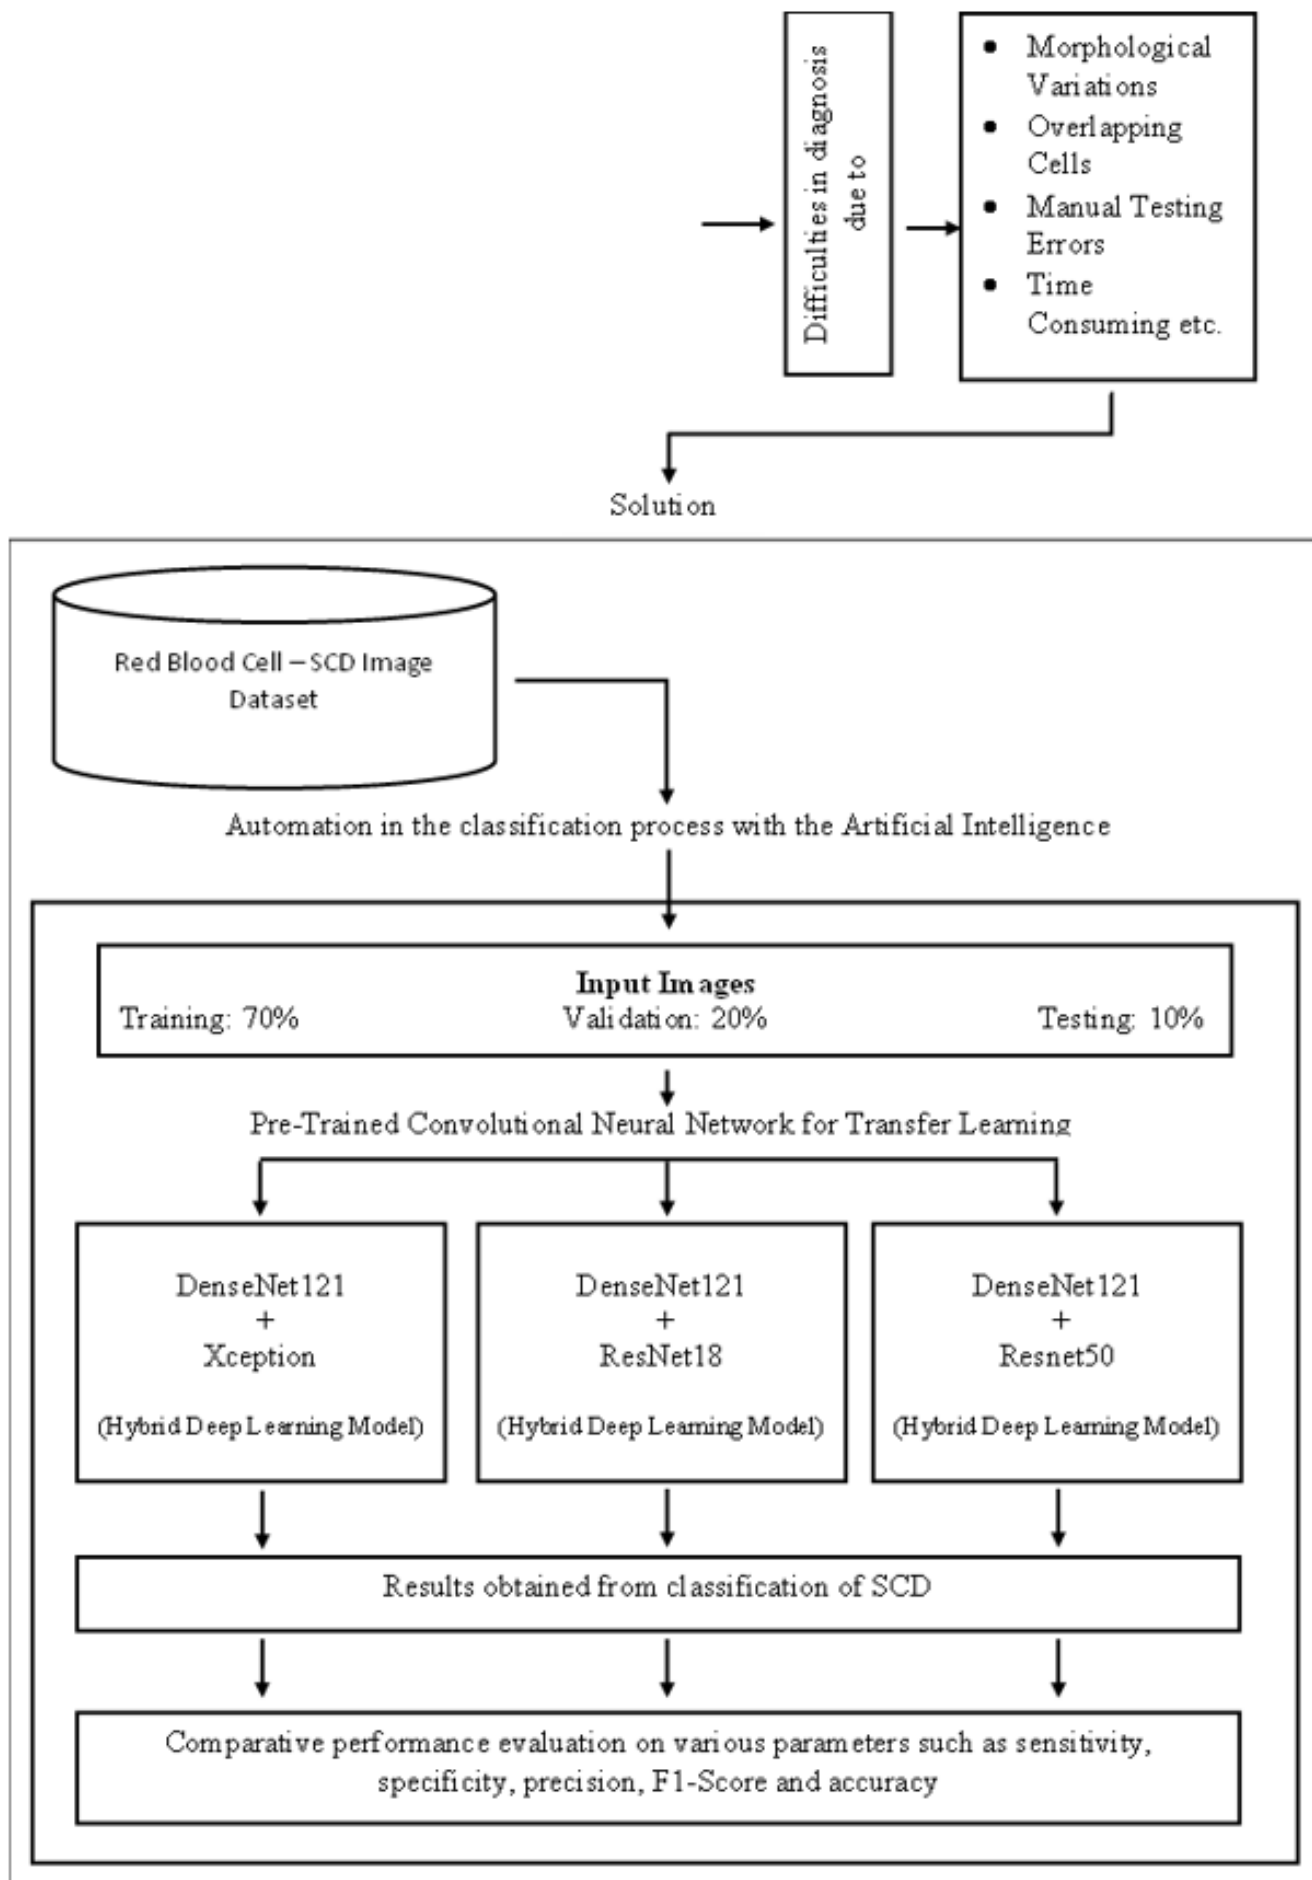 Difficulties in diagnosis
due to
• Morphological
Variations
• Overlapping
Cells
• Manual Testing
Errors
• Time
Consuming etc.
Solution
Red Blood Cell – SCD Image
Dataset
Automation in the classification process with the Artificial Intelligence
Input Images
Training: 70% Validation: 20% Testing: 10%
Pre-Trained Convolutional Neural Network for Transfer Learning
DenseNet121
+
Xception
(Hybrid Deep Learning Model)
DenseNet121
+
ResNet18
(Hybrid Deep Learning Model)
DenseNet121
+
Resnet50
(Hybrid Deep Learning Model)
Results obtained from classification of SCD
Comparative performance evaluation on various parameters such as sensitivity,
specificity, precision, F1-Score and accuracy